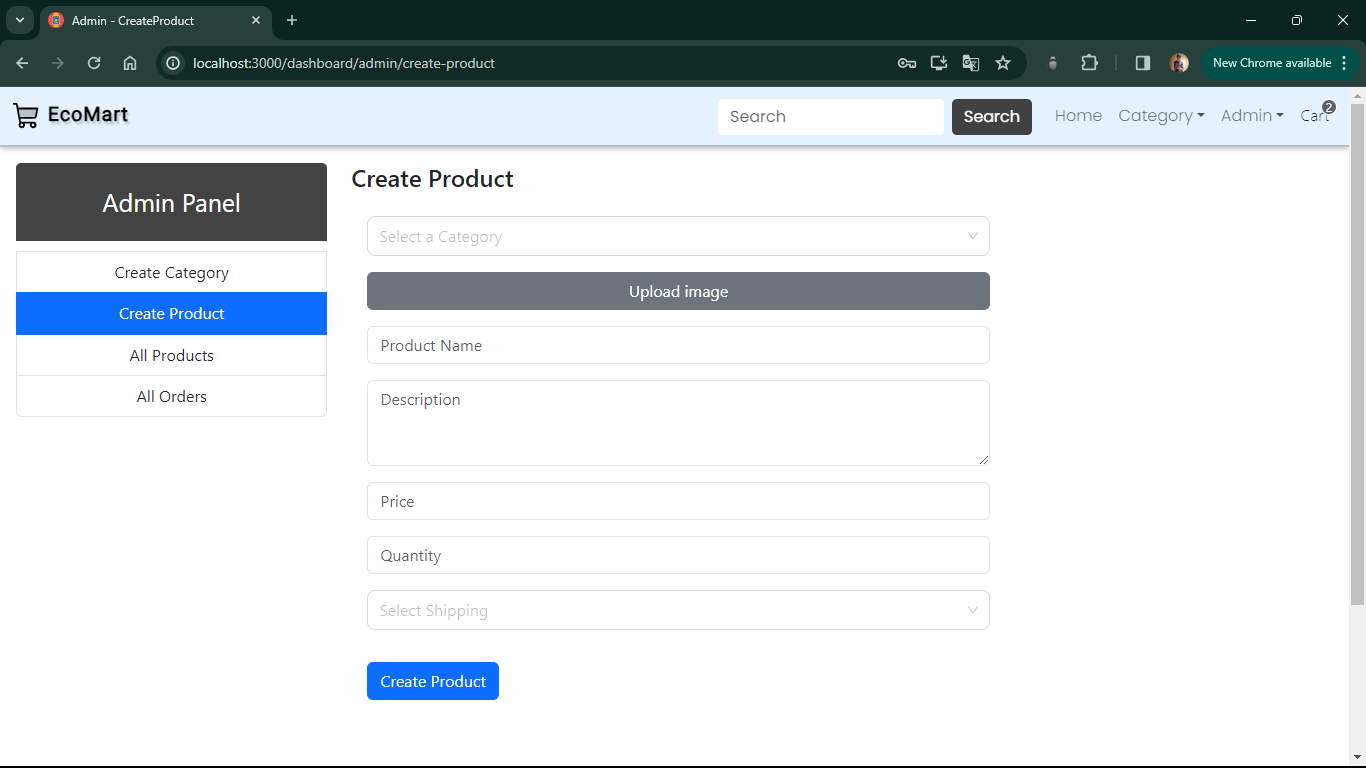 Admin - CreateProduct
localhost:3000/dashboard/admin/create-product
New Chrome available
EcoMart
Search
Search
Home
Category
Admin
Cart
2
Admin Panel
Create Category
Create Product
All Products
All Orders
Create Product
Select a Category
Upload image
Product Name
Description
Price
Quantity
Select Shipping
Create Product